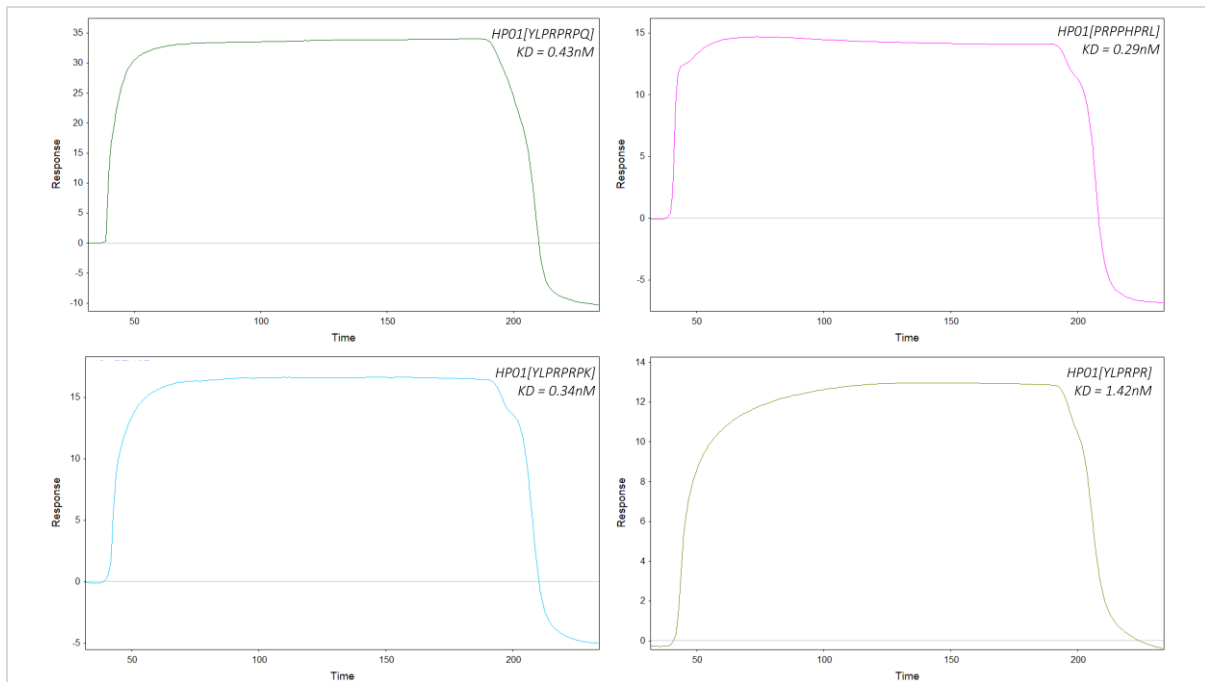 HP01[YLPRPRPQ]
KD = 0.43nM
35
30
25
20
15
10
5
0
-5
-10
Response
50
100
150
200
Time
HP01[PRPPHPRL]
KD = 0.29nM
15
10
5
0
-5
Response
50
100
150
200
Time
HP01[YLPRPRPK]
KD = 0.34nM
15
10
5
0
-5
Response
50
100
150
200
Time
HP01[YLPRPR]
KD = 1.42nM
14
12
10
8
6
4
2
0
Response
50
100
150
200
Time